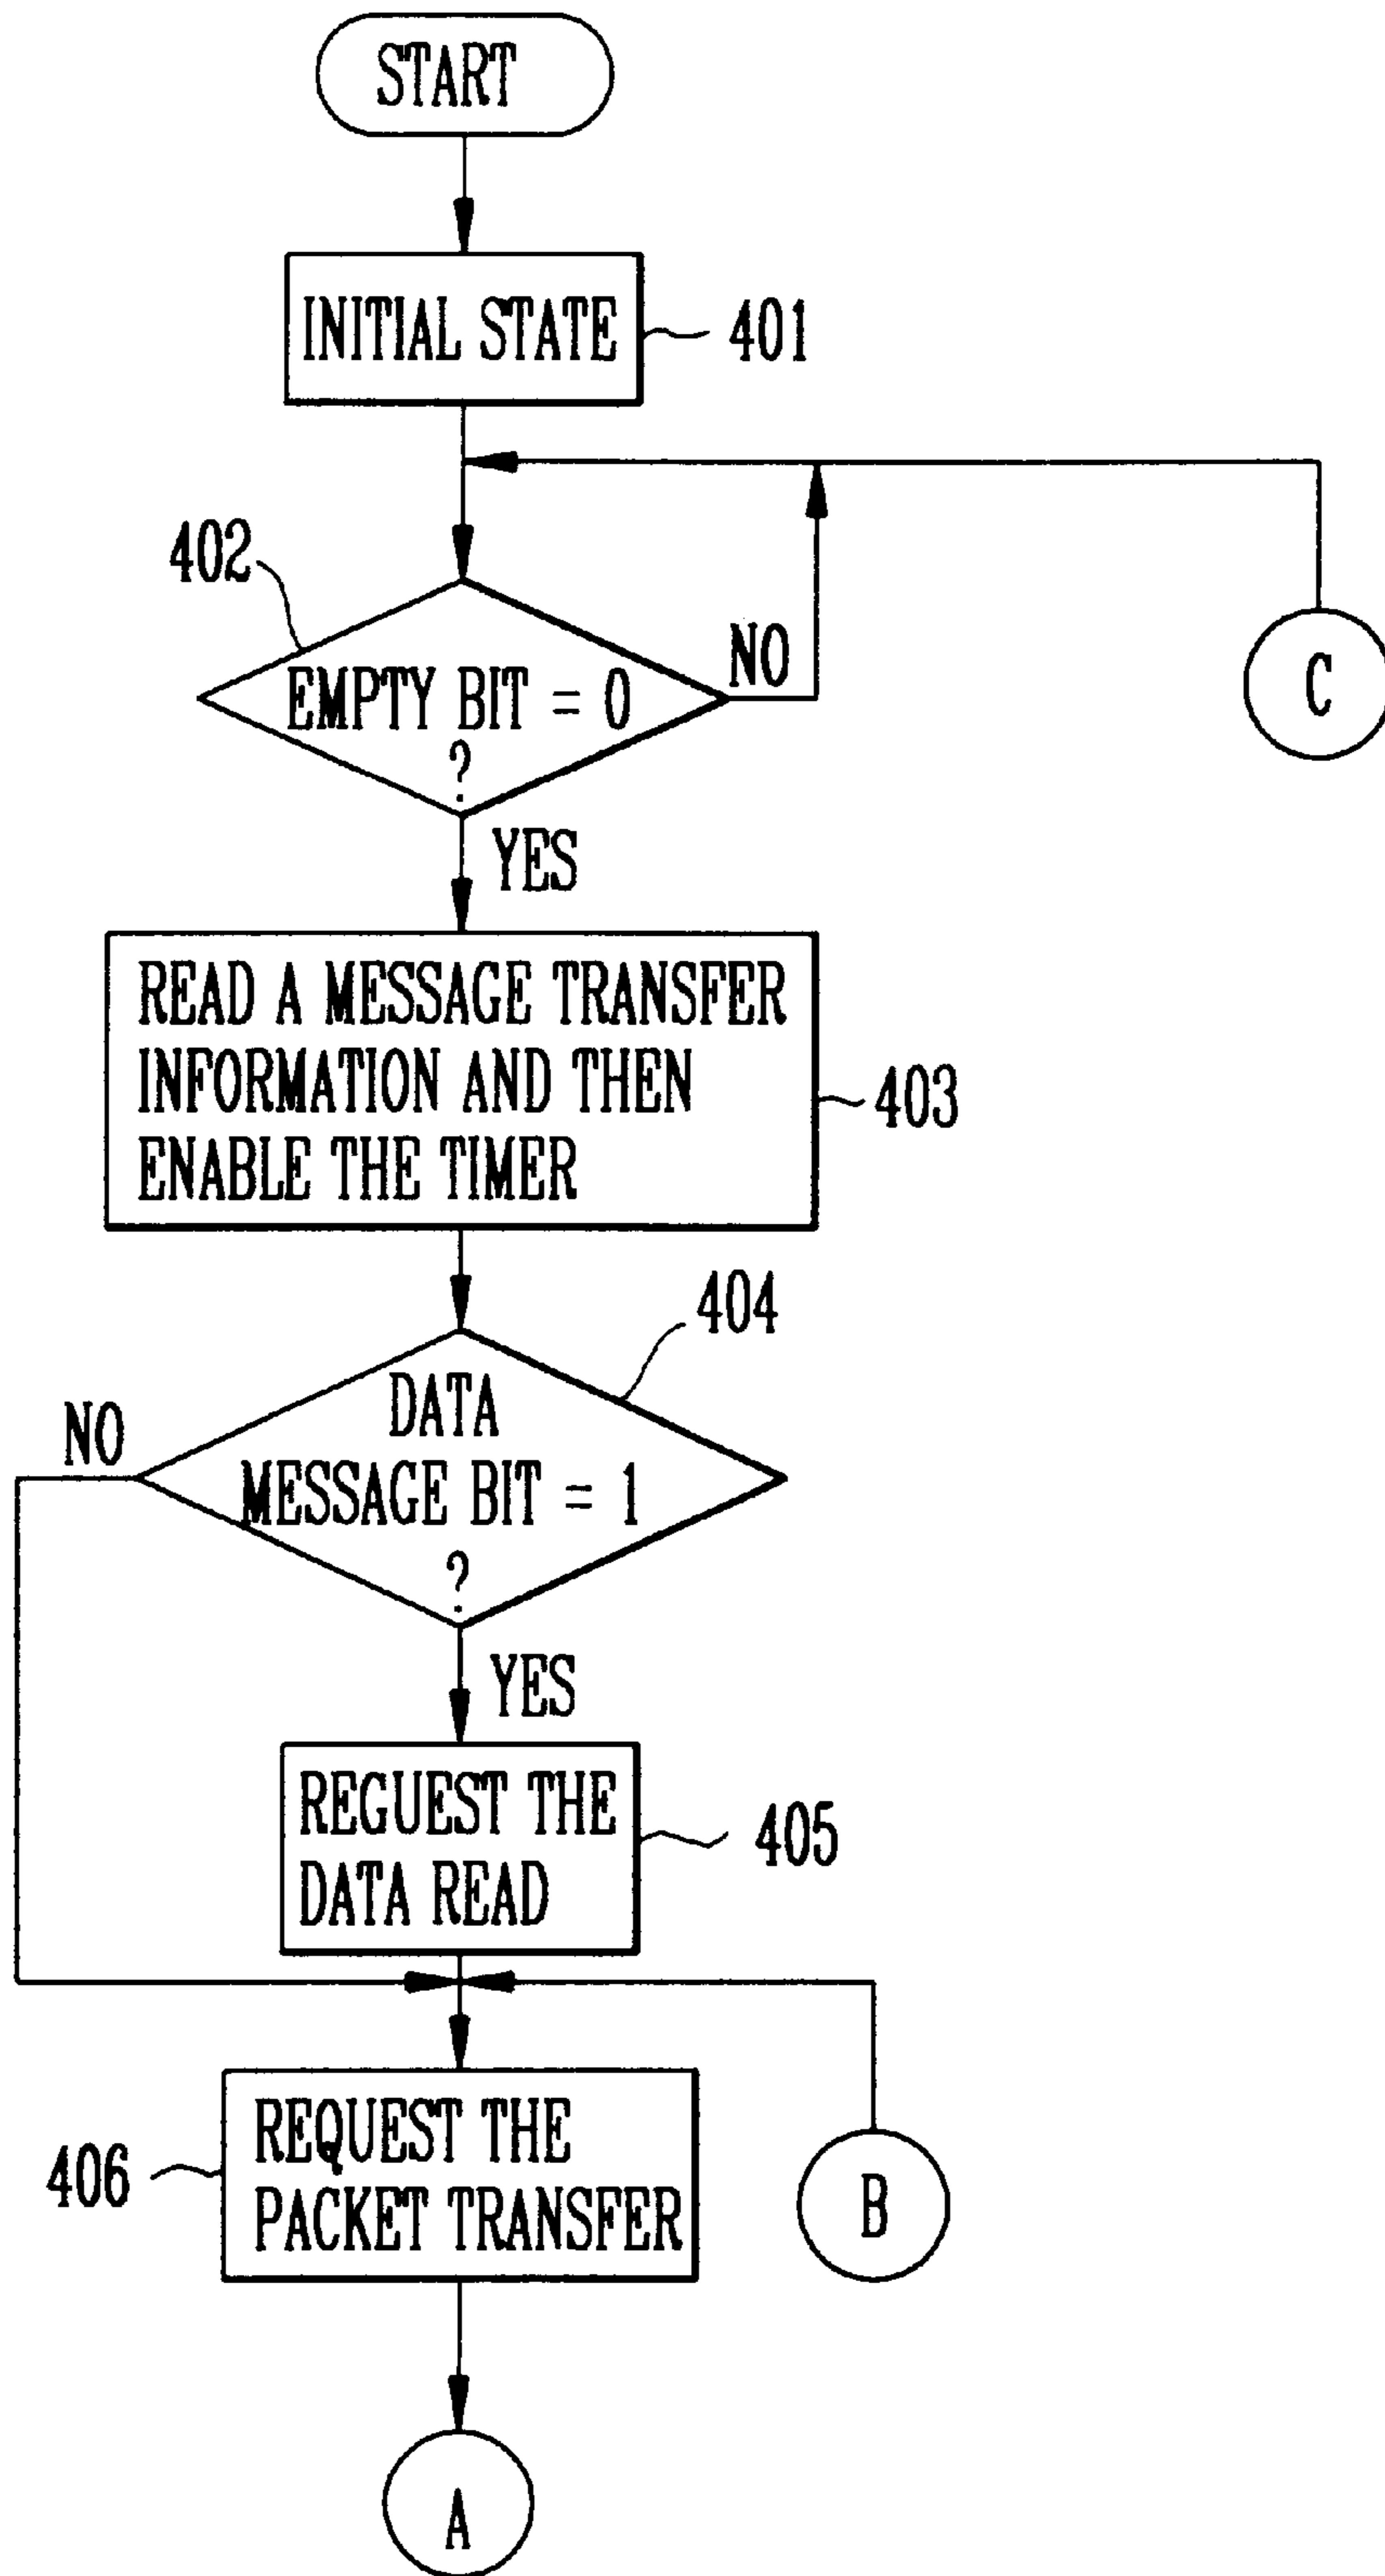 START
INITIAL STATE
401
402
EMPTY BIT = 0
?
NO
C
YES
READ A MESSAGE TRANSFER
INFORMATION AND THEN
ENABLE THE TIMER
403
404
DATA
MESSAGE BIT = 1
?
NO
YES
REGUEST THE
DATA READ
405
REQUEST THE
PACKET TRANSFER
406
B
A